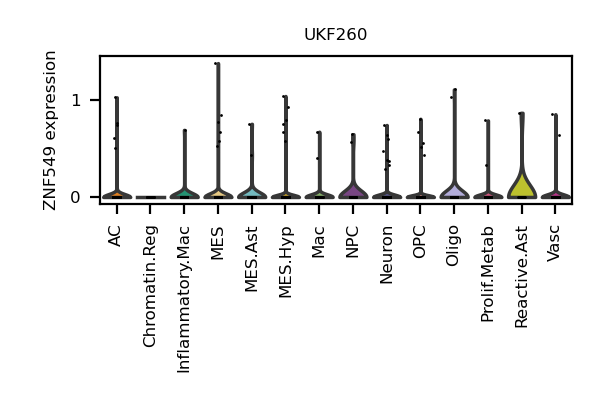 UKF260
ZNF549 expression
1
0
AC
Chromatin.Reg
Inflammatory.Mac
MES
MES.Ast
MES.Hyp
Mac
NPC
Neuron
OPC
Oligo
Prolif.Metab
Reactive.Ast
Vasc